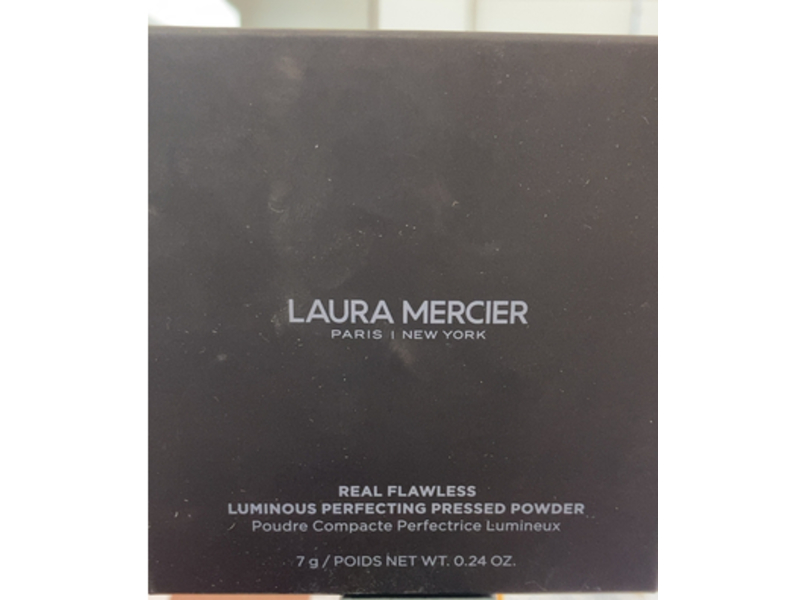 LAURA MERCIER
PARIS | NEW YORK
REAL FLAWLESS
LUMINOUS PERFECTING PRESSED POWDER
Poudre Compacte Perfectrice Lumineux
7 g / POIDS NET WT. 0.24 OZ.